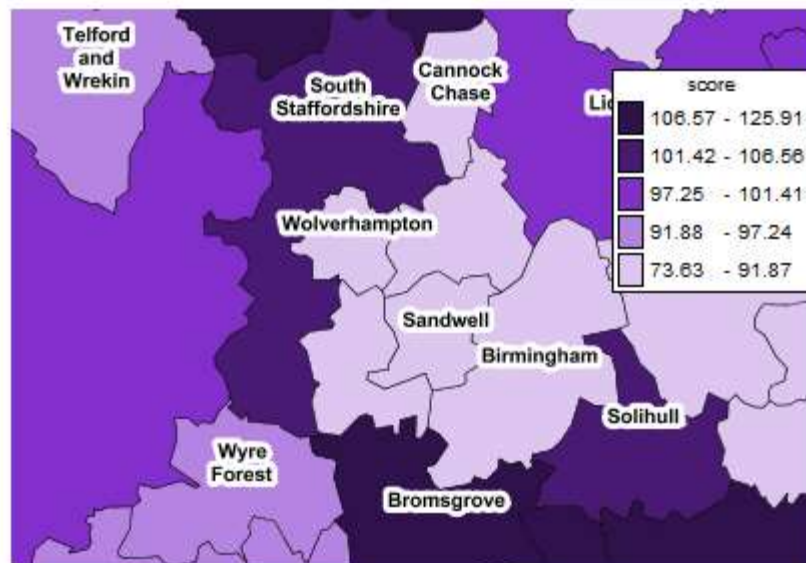 Telford
and
Wrekin
South
Staffordshire
Cannock
Chase
Wolverhampton
Sandwell
Birmingham
Solihull
Wyre
Forest
Bromsgrove
score
106.57 - 125.91
101.42 - 106.56
97.25 - 101.41
91.88 - 97.24
73.63 - 91.87